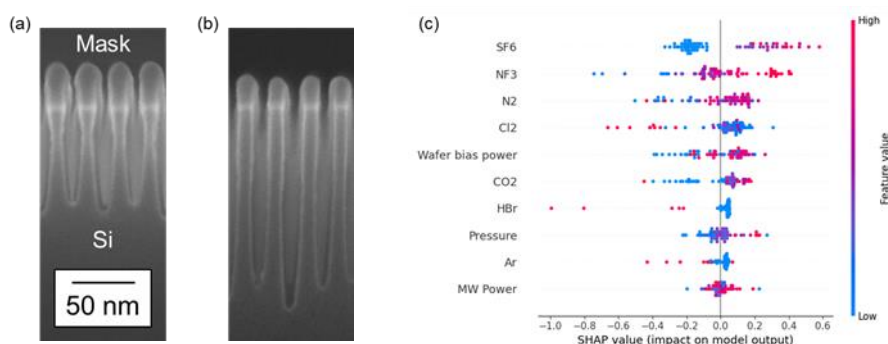 (a)
Mask
Si
50 nm
(b)
(c)
SF6
NF3
N2
Cl2
Wafer bias power
CO2
HBr
Pressure
Ar
MW Power
-1.0 -0.8 -0.6 -0.4 -0.2 0.0 0.2 0.4 0.6
SHAP value (impact on model output)
High
Feature value
Low